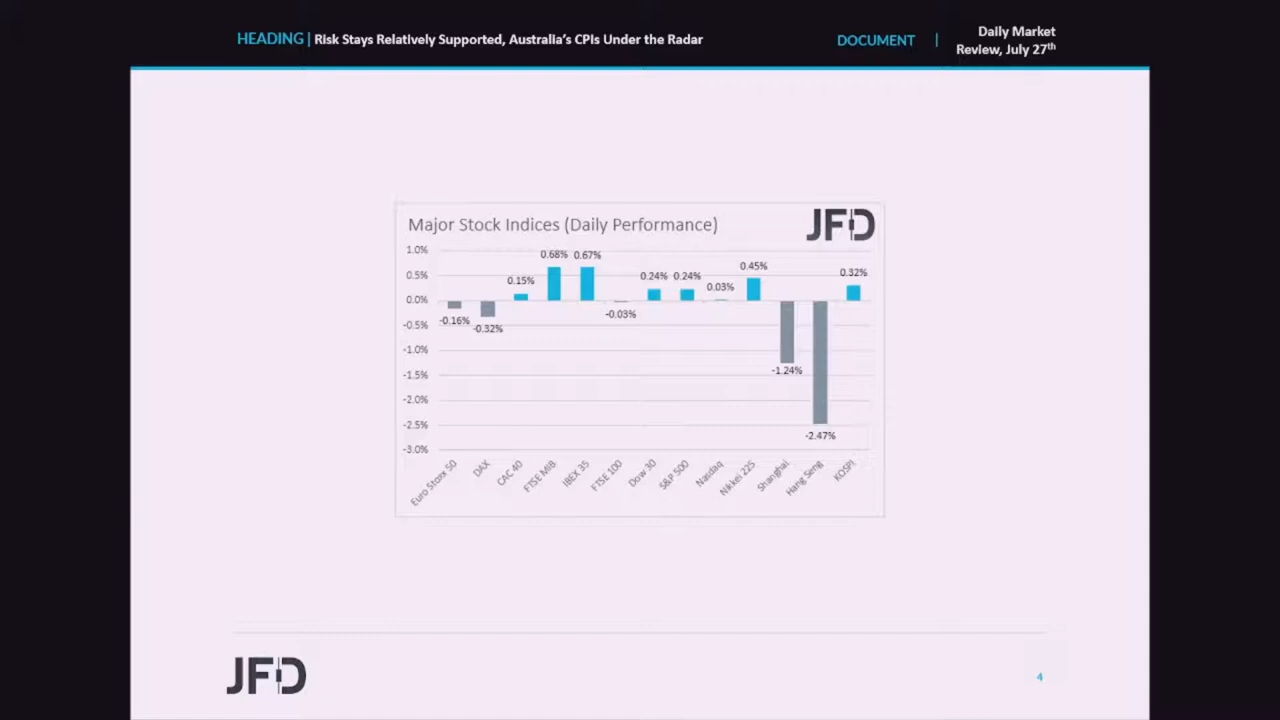 HEADING | Risk Stays Relatively Supported, Australia's CPIs Under the Radar
DOCUMENT | Daily Market
Review, July 27th
Major Stock Indices (Daily Performance)
JFD
1.0%
0.5%
0.0%
-0.5%
-1.0%
-1.5%
-2.0%
-2.5%
-3.0%
-0.16%
-0.32%
0.15%
0.68%
0.67%
-0.03%
0.24%
0.24%
0.03%
0.45%
-1.24%
-2.47%
0.32%
Euro Stoxx 50
DAX
CAC 40
FTSE MIB
IBEX 35
FTSE 100
Dow 30
S&P 500
Nasdaq
Nikkei 225
Shanghai
Hang Seng
KOSPI
JFD
4